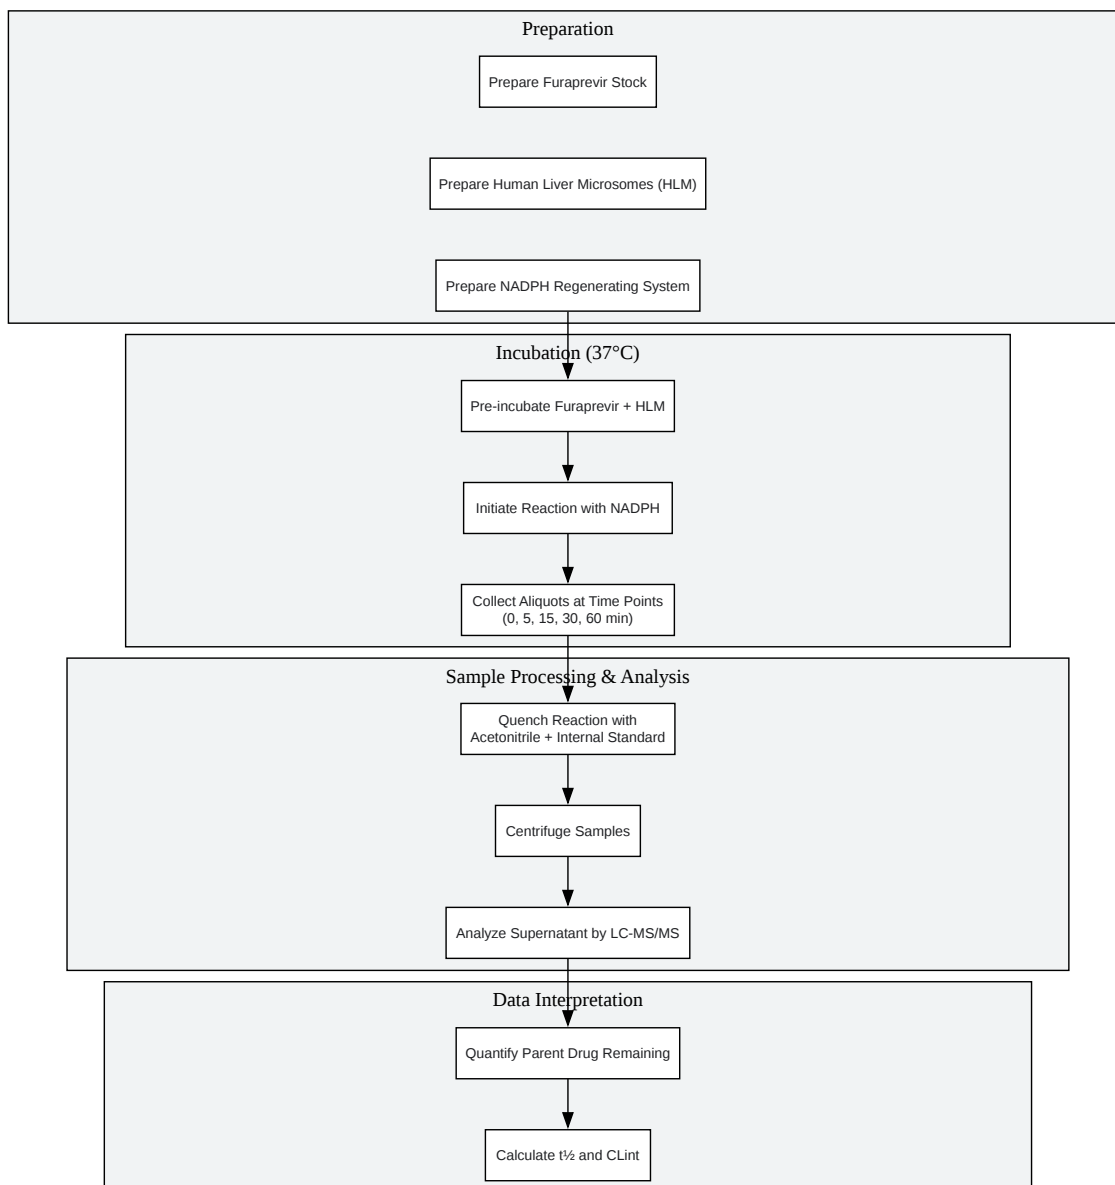 Preparation
Prepare Furaprevir Stock
Prepare Human Liver Microsomes (HLM)
Prepare NADPH Regenerating System
Incubation (37°C)
Pre-incubate Furaprevir + HLM
Initiate Reaction with NADPH
Collect Aliquots at Time Points
(0, 5, 15, 30, 60 min)
Sample Processing & Analysis
Quench Reaction with
Acetonitrile + Internal Standard
Centrifuge Samples
Analyze Supernatant by LC-MS/MS
Data Interpretation
Quantify Parent Drug Remaining
Calculate t½ and CLint